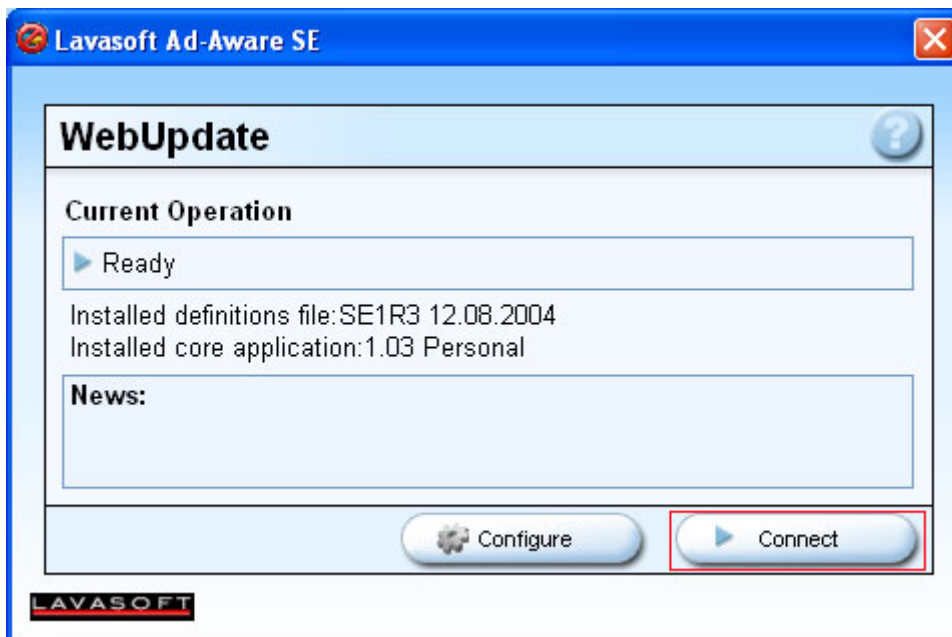 Lavasoft Ad-Aware SE
WebUpdate
?
Current Operation
Ready
Installed definitions file:SE1R3 12.08.2004
Installed core application:1.03 Personal
News:
Configure
Connect
LAVASOFT